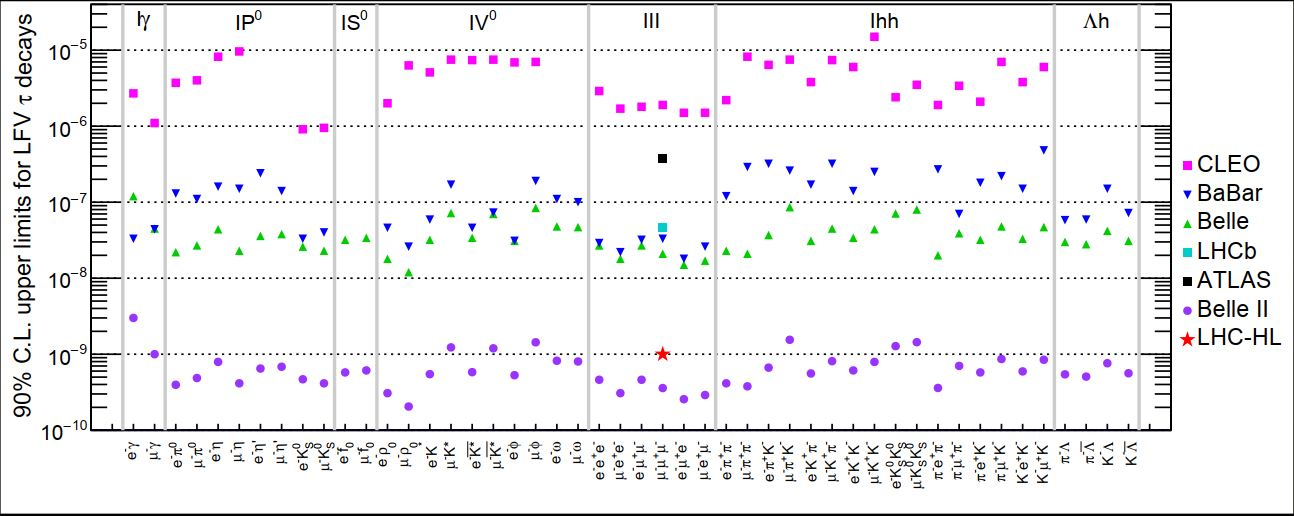 lγ IP⁰ IS⁰ IV⁰ III Ihh Λh
90% C.L. upper limits for LFV τ decays
10⁻⁵
10⁻⁶
10⁻⁷
10⁻⁸
10⁻⁹
10⁻¹⁰
CLEO
BaBar
Belle
LHCb
ATLAS
Belle II
LHC-HL
e⁻γ
μ⁻γ
e⁻π⁰
μ⁻π⁰
e⁻η
μ⁻η
e⁻η'
μ⁻η'
e⁻K⁰S
μ⁻K⁰S
e⁻f₀
μ⁻f₀
e⁻ρ⁰
μ⁻ρ⁰
e⁻K*
μ⁻K*
e⁻K̅*
μ⁻K̅*
e⁻φ
μ⁻φ
e⁻ω
μ⁻ω
e⁻e⁺e⁻
μ⁻e⁺e⁻
e⁻μ⁺μ⁻
μ⁻μ⁺μ⁻
e⁻μ⁺e⁻
μ⁻e⁺μ⁻
e⁻π⁺π⁻
μ⁻π⁺π⁻
e⁻π⁺K⁻
μ⁻π⁺K⁻
e⁻K⁺π⁻
μ⁻K⁺π⁻
e⁻K⁺K⁻
μ⁻K⁺K⁻
e⁻K⁰SK⁰S
μ⁻K⁰SK⁰S
π⁻e⁺π⁻
π⁻μ⁺π⁻
π⁻e⁺K⁻
π⁻μ⁺K⁻
K⁻e⁺K⁻
K⁻μ⁺K⁻
π⁻Λ
π⁻Λ̅
K⁻Λ
K⁻Λ̅